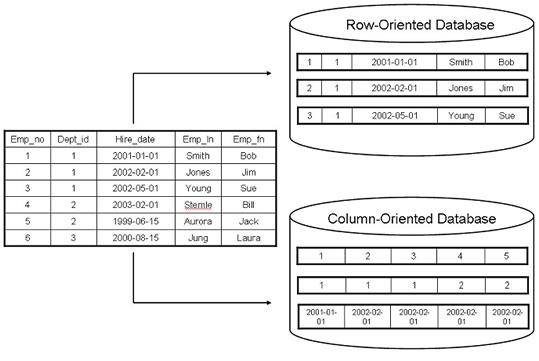 Row-Oriented Database
1 1 2001-01-01 Smith Bob
2 1 2002-02-01 Jones Jim
3 1 2002-05-01 Young Sue
Emp_no Dept_id Hire_date Emp_ln Emp_fn
1 1 2001-01-01 Smith Bob
2 1 2002-02-01 Jones Jim
3 1 2002-05-01 Young Sue
4 2 2003-02-01 Stemle Bill
5 2 1999-06-15 Aurora Jack
6 3 2000-08-15 Jung Laura
Column-Oriented Database
1 2 3 4 5
1 1 1 2 2
2001-01- 2002-02- 2002-02- 2002-02- 2002-02-
01 01 01 01 01